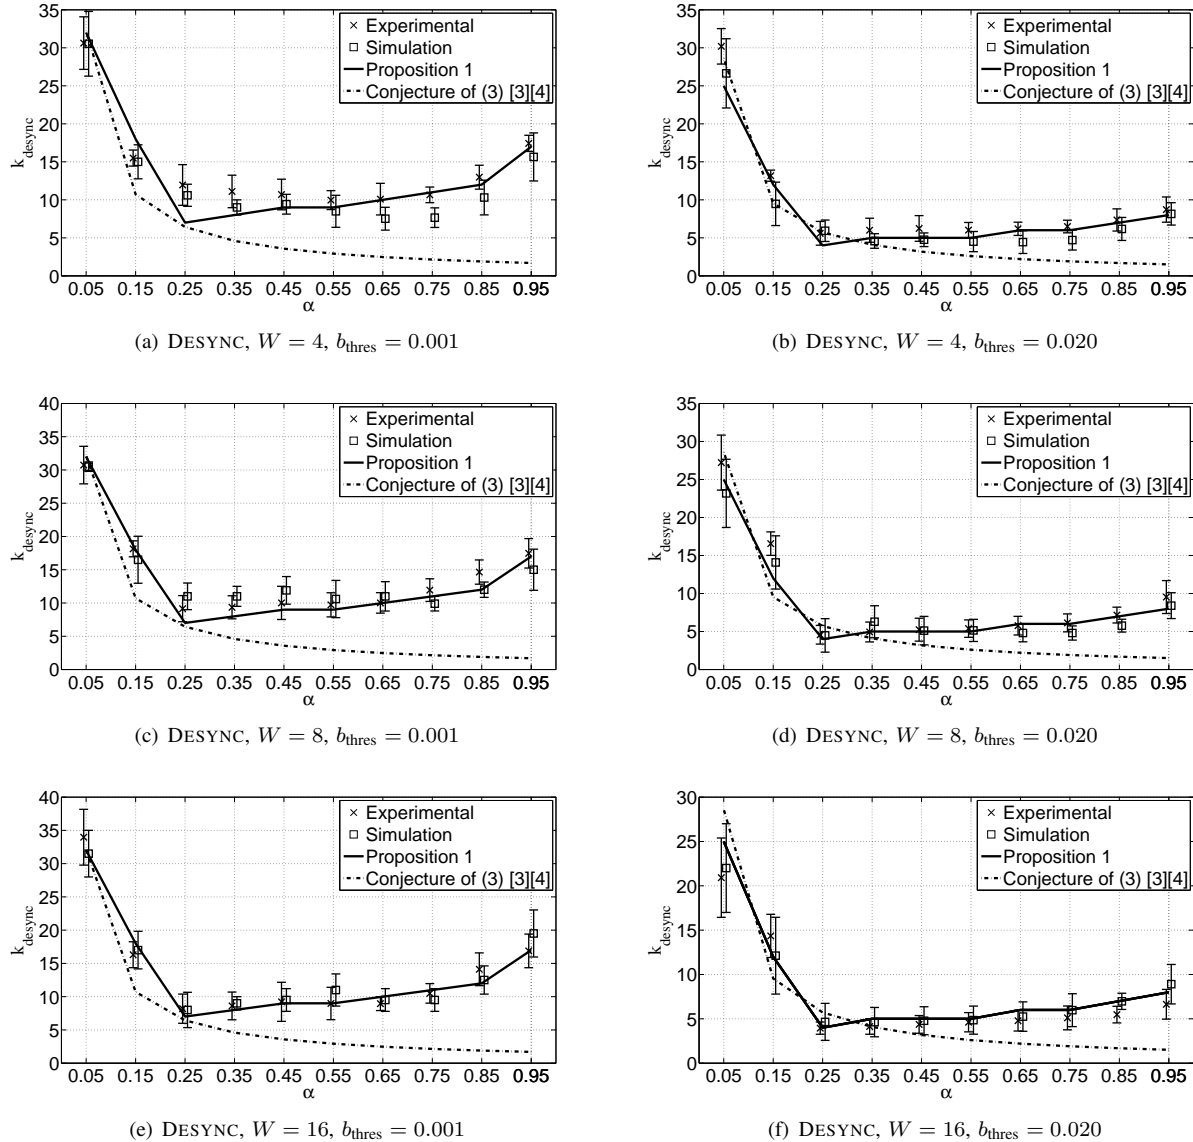 35
30
25
20
15
10
5
0
k_desync
Experimental
Simulation
Proposition 1
Conjecture of (3) [3][4]
0.05 0.15 0.25 0.35 0.45 0.55 0.65 0.75 0.85 0.95
α
(a) DESYNC, W = 4, b_thres = 0.001
35
30
25
20
15
10
5
0
k_desync
Experimental
Simulation
Proposition 1
Conjecture of (3) [3][4]
0.05 0.15 0.25 0.35 0.45 0.55 0.65 0.75 0.85 0.95
α
(b) DESYNC, W = 4, b_thres = 0.020
40
35
30
25
20
15
10
5
0
k_desync
Experimental
Simulation
Proposition 1
Conjecture of (3) [3][4]
0.05 0.15 0.25 0.35 0.45 0.55 0.65 0.75 0.85 0.95
α
(c) DESYNC, W = 8, b_thres = 0.001
35
30
25
20
15
10
5
0
k_desync
Experimental
Simulation
Proposition 1
Conjecture of (3) [3][4]
0.05 0.15 0.25 0.35 0.45 0.55 0.65 0.75 0.85 0.95
α
(d) DESYNC, W = 8, b_thres = 0.020
40
35
30
25
20
15
10
5
0
k_desync
Experimental
Simulation
Proposition 1
Conjecture of (3) [3][4]
0.05 0.15 0.25 0.35 0.45 0.55 0.65 0.75 0.85 0.95
α
(e) DESYNC, W = 16, b_thres = 0.001
30
25
20
15
10
5
0
k_desync
Experimental
Simulation
Proposition 1
Conjecture of (3) [3][4]
0.05 0.15 0.25 0.35 0.45 0.55 0.65 0.75 0.85 0.95
α
(f) DESYNC, W = 16, b_thres = 0.020